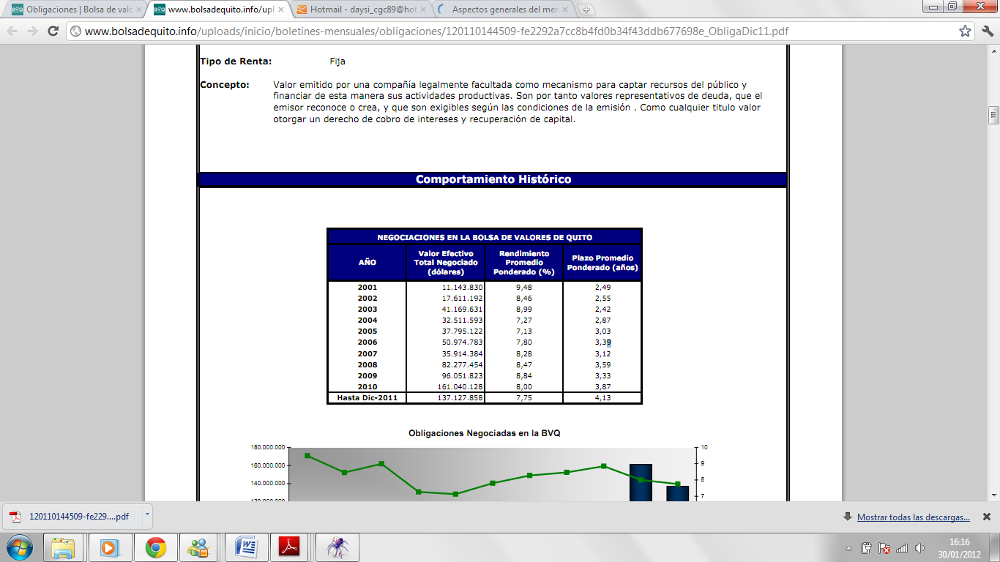 Obligaciones | Bolsa de valo
www.bolsadequito.info/upl
Hotmail - daysi_cgc89@hot
Aspectos generales del mer
www.bolsadequito.info/uploads/inicio/boletines-mensuales/obligaciones/120110144509-fe2292a7cc8b4fd0b34f43ddb677698e_ObligaDic11.pdf
Tipo de Renta: Fija
Concepto: Valor emitido por una compañía legalmente facultada como mecanismo para captar recursos del público y
financiar de esta manera sus actividades productivas. Son por tanto valores representativos de deuda, que el
emisor reconoce o crea, y que son exigibles según las condiciones de la emisión . Como cualquier titulo valor
otorgar un derecho de cobro de intereses y recuperación de capital.
Comportamiento Histórico
NEGOCIACIONES EN LA BOLSA DE VALORES DE QUITO
AÑO
Valor Efectivo
Total Negociado
(dólares)
Rendimiento
Promedio
Ponderado (%)
Plazo Promedio
Ponderado (años)
2001 11.143.830 9,48 2,49
2002 17.611.192 8,46 2,55
2003 41.169.631 8,99 2,42
2004 32.511.593 7,27 2,87
2005 37.795.122 7,13 3,03
2006 50.974.783 7,80 3,39
2007 35.914.384 8,28 3,12
2008 82.277.454 8,47 3,59
2009 96.051.823 8,84 3,33
2010 161.040.128 8,00 3,87
Hasta Dic-2011 137.127.858 7,75 4,13
Obligaciones Negociadas en la BVQ
180.000.000 10
160.000.000 9
140.000.000 8
120.000.000 7
120110144509-fe229....pdf
Mostrar todas las descargas...
16:16
30/01/2012